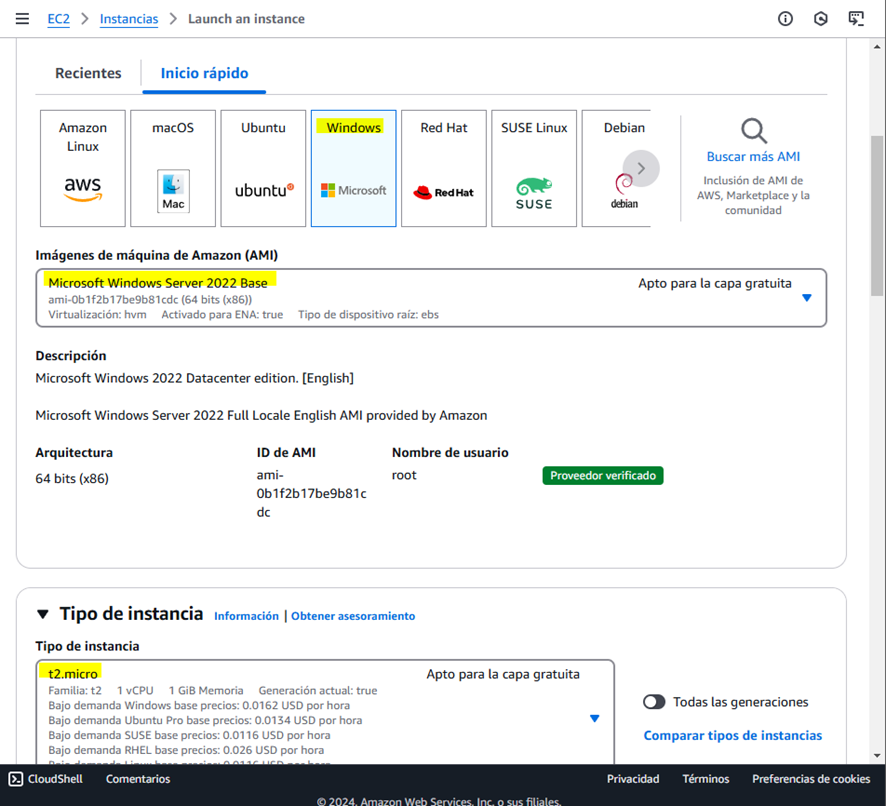 EC2 > Instancias > Launch an instance
Recientes
Inicio rápido
Amazon Linux
aws
macOS
Mac
Ubuntu
ubuntu
Windows
Microsoft
Red Hat
Red Hat
SUSE Linux
SUSE
Debian
debian
Buscar más AMI
Inclusión de AMI de
AWS, Marketplace y la
comunidad
Imágenes de máquina de Amazon (AMI)
Microsoft Windows Server 2022 Base
Apto para la capa gratuita
ami-0b1f2b17be9b81cdc (64 bits (x86))
Virtualización: hvm Activado para ENA: true Tipo de dispositivo raíz: ebs
Descripción
Microsoft Windows 2022 Datacenter edition. [English]
Microsoft Windows Server 2022 Full Locale English AMI provided by Amazon
Arquitectura
64 bits (x86)
ID de AMI
ami-
0b1f2b17be9b81c
dc
Nombre de usuario
root
Proveedor verificado
Tipo de instancia
Información | Obtener asesoramiento
Tipo de instancia
t2.micro
Apto para la capa gratuita
Familia: t2 1 vCPU 1 GiB Memoria Generación actual: true
Bajo demanda Windows base precios: 0.0162 USD por hora
Bajo demanda Ubuntu Pro base precios: 0.0134 USD por hora
Bajo demanda SUSE base precios: 0.0116 USD por hora
Bajo demanda RHEL base precios: 0.026 USD por hora
Bajo demanda Linux base precios: 0.0116 USD por hora
Todas las generaciones
Comparar tipos de instancias
CloudShell
Comentarios
Privacidad
Términos
Preferencias de cookies
© 2024, Amazon Web Services, Inc. o sus filiales.